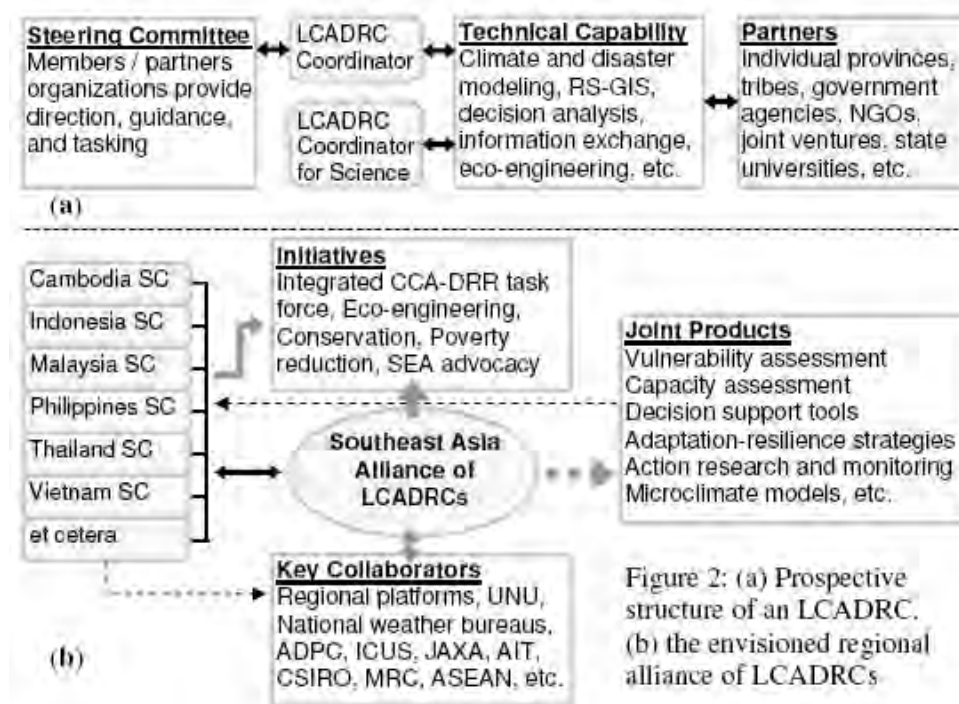 Steering Committee
Members / partners
organizations provide
direction, guidance,
and tasking
LCADRC
Coordinator
LCADRC
Coordinator
for Science
Technical Capability
Climate and disaster
modeling, RS-GIS,
decision analysis,
information exchange,
eco-engineering, etc.
Partners
Individual provinces,
tribes, government
agencies, NGOs,
joint ventures, state
universities, etc.
(a)
Cambodia SC
Indonesia SC
Malaysia SC
Philippines SC
Thailand SC
Vietnam SC
et cetera
Initiatives
Integrated CCA-DRR task
force, Eco-engineering,
Conservation, Poverty
reduction, SEA advocacy
Southeast Asia
Alliance of
LCADRCs
Joint Products
Vulnerability assessment
Capacity assessment
Decision support tools
Adaptation-resilience strategies
Action research and monitoring
Microclimate models, etc.
Key Collaborators
Regional platforms, UNU,
National weather bureaus,
ADPC, ICUS, JAXA, AIT,
CSIRO, MRC, ASEAN, etc.
(b)
Figure 2: (a) Prospective
structure of an LCADRC.
(b) the envisioned regional
alliance of LCADRCs